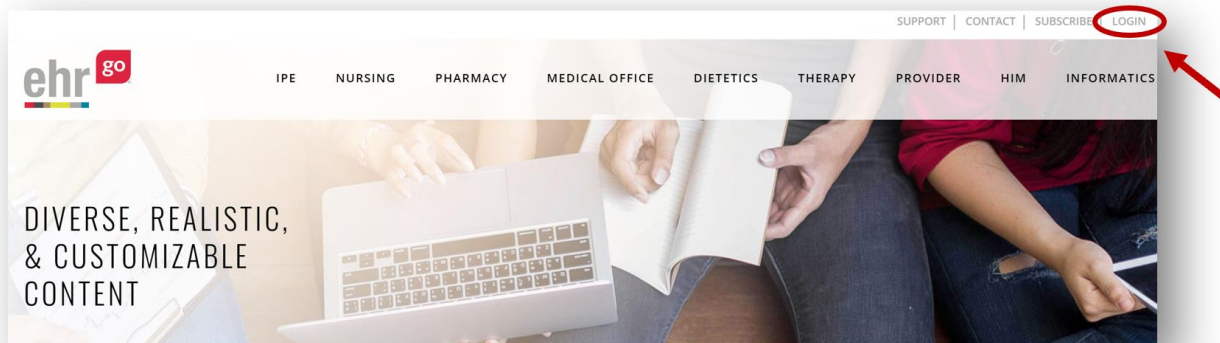 SUPPORT | CONTACT | SUBSCRIBE | LOGIN
ehr go
IPE NURSING PHARMACY MEDICAL OFFICE DIETETICS THERAPY PROVIDER HIM INFORMATICS
DIVERSE, REALISTIC,
& CUSTOMIZABLE
CONTENT